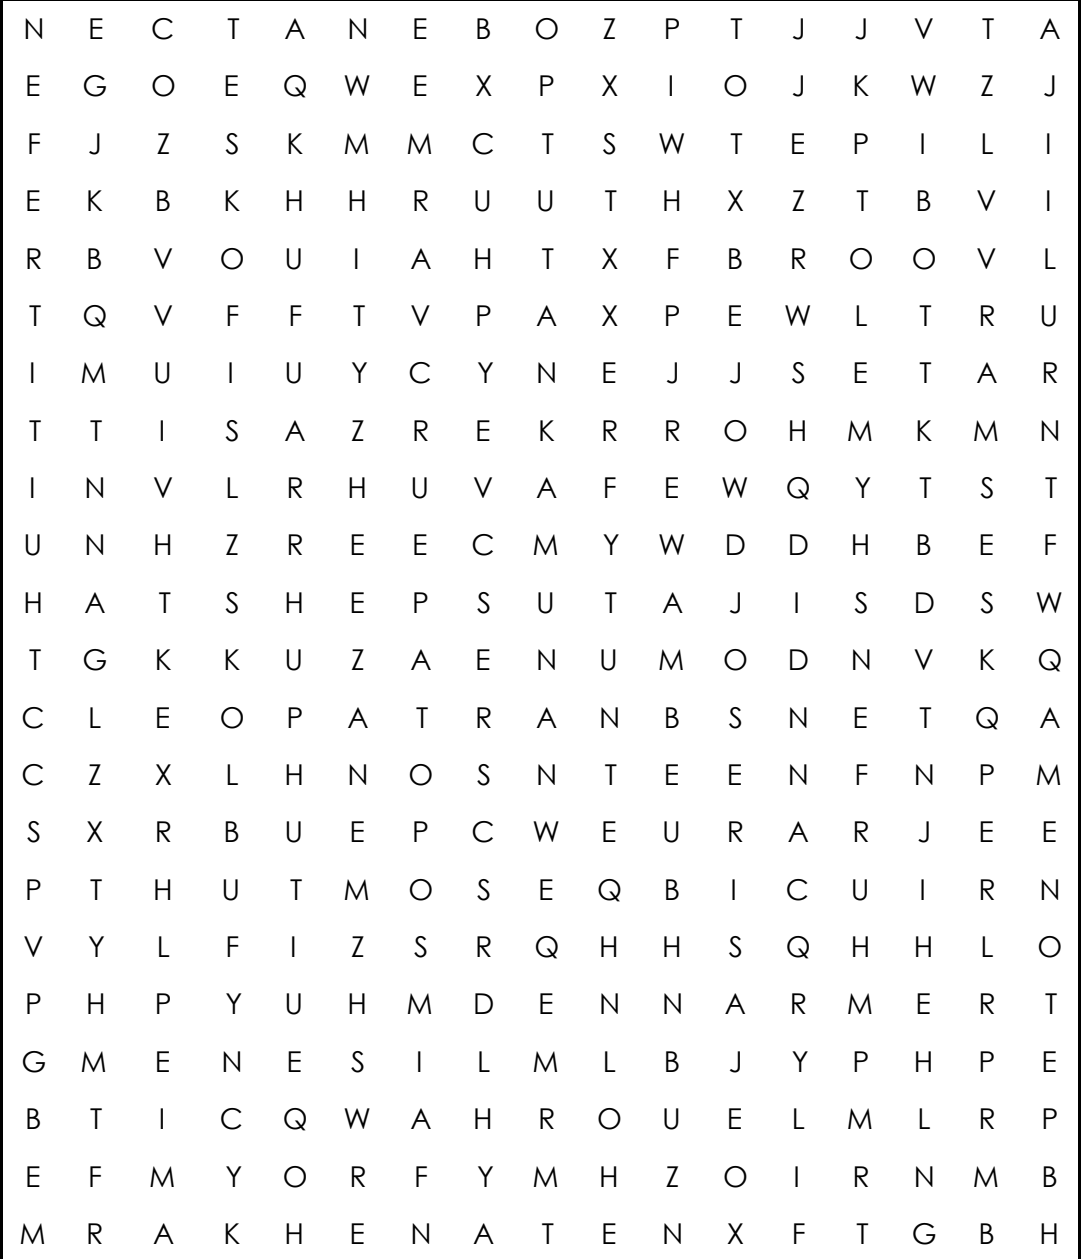 N E C T A N E B O Z P T J J V T A
E G O E Q W E X P X I O J K W Z J
F J Z S K M M C T S W T E P I L I
E K B K H H R U U T H X Z T B V I
R B V O U I A H T X F B R O O V L
T Q V F F T V P A X P E W L T R U
I M U I U Y C Y N E J J S E T A R
T T I S A Z R E K R R O H M K M N
I N V L R H U V A F E W Q Y T S T
U N H Z R E E C M Y W D D H B E F
H A T S H E P S U T A J I S D S W
T G K K U Z A E N U M O D N V K Q
C L E O P A T R A N B S N E T Q A
C Z X L H N O S N T E E N F N P M
S X R B U E P C W E U R A R J E E
P T H U T M O S E Q B I C U I R N
V Y L F I Z S R Q H H S Q H H L O
P H P Y U H M D E N N A R M E R T
G M E N E S I L M L B J Y P H P E
B T I C Q W A H R O U E L M L R P
E F M Y O R F Y M H Z O I R N M B
M R A K H E N A T E N X F T G B H